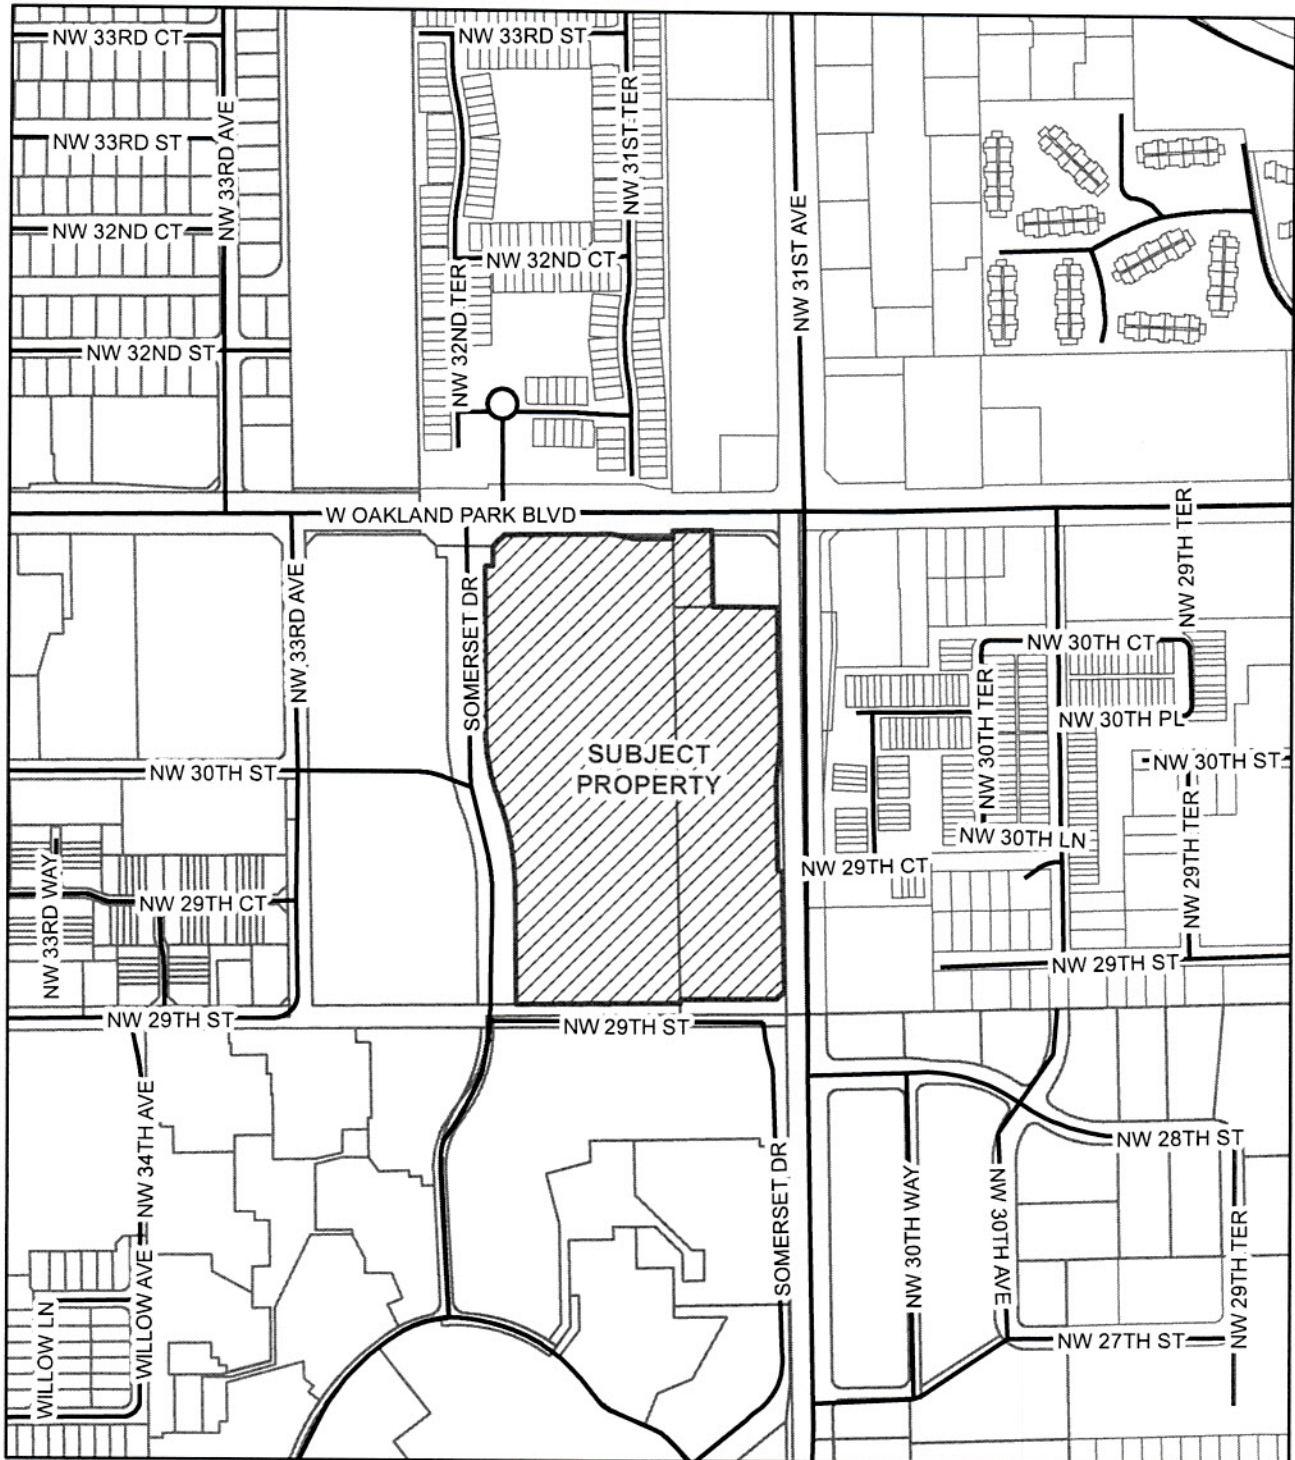 NW 33RD CT
NW 33RD ST
NW 33RD AVE
NW 31ST TER
NW 33RD ST
NW 32ND CT
NW 32ND CT
NW 31ST AVE
NW 32ND TER
NW 32ND ST
W OAKLAND PARK BLVD
NW 29TH TER
NW 33RD AVE
SOMERSET DR
NW 30TH CT
NW 30TH TER
NW 30TH PL
SUBJECT
PROPERTY
NW 30TH ST
NW 30TH ST
NW 30TH LN
NW 29TH TER
NW 29TH CT
NW 33RD WAY
NW 29TH CT
NW 29TH ST
NW 29TH ST
NW 29TH ST
NW 34TH AVE
NW 28TH ST
SOMERSET DR
NW 30TH WAY
NW 30TH AVE
NW 29TH TER
WILLOW AVE
WILLOW LN
NW 27TH ST